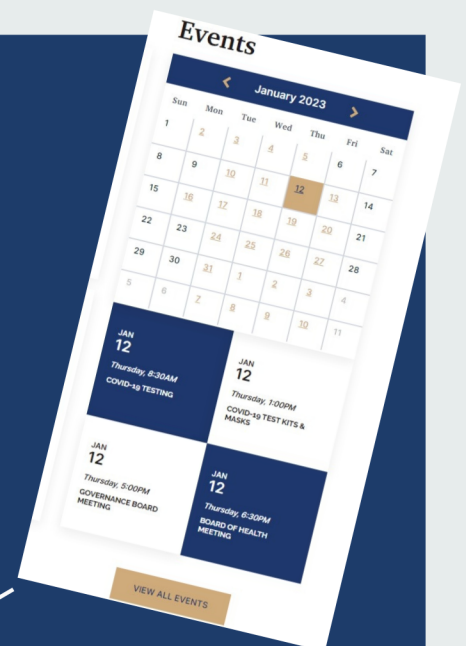 Events
January 2023
Sun Mon Tue Wed Thu Fri Sat
1 2 3 4 5 6 7
8 9 10 11 12 13 14
15 16 17 18 19 20 21
22 23 24 25 26 27 28
29 30 31 1 2 3 4
5 6 7 8 9 10 11
JAN
12
Thursday, 8:30AM
COVID-19 TESTING
JAN
12
Thursday, 1:00PM
COVID-19 TEST KITS &
MASKS
JAN
12
Thursday, 5:00PM
GOVERNANCE BOARD
MEETING
JAN
12
Thursday, 6:30PM
BOARD OF HEALTH
MEETING
VIEW ALL EVENTS